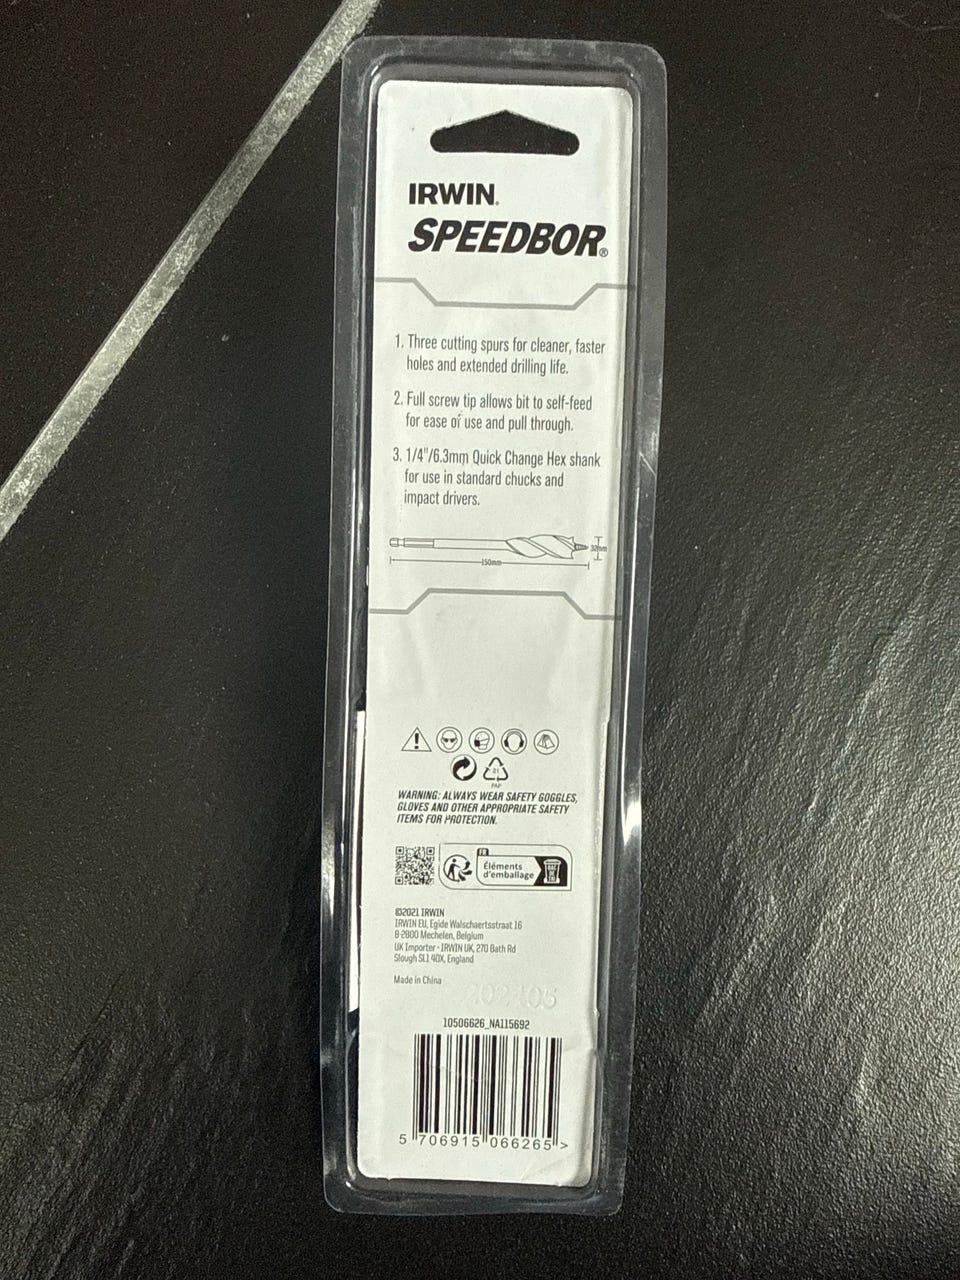 IRWIN®
SPEEDBOR®
1. Three cutting spurs for cleaner, faster
holes and extended drilling life.
2. Full screw tip allows bit to self-feed
for ease of use and pull through.
3. 1/4"/6.3mm Quick Change Hex shank
for use in standard chucks and
impact drivers.
32mm
150mm
21
PAP
WARNING: ALWAYS WEAR SAFETY GOGGLES,
GLOVES AND OTHER APPROPRIATE SAFETY
ITEMS FOR PROTECTION.
FR
Éléments
d'emballage
©2021 IRWIN
IRWIN EU, Egide Walschaertsstraat 16
B-2800 Mechelen, Belgium
UK Importer - IRWIN UK, 270 Bath Rd
Slough SL1 4DX, England
Made in China
10506626_NA115692
5 706915 066265 >